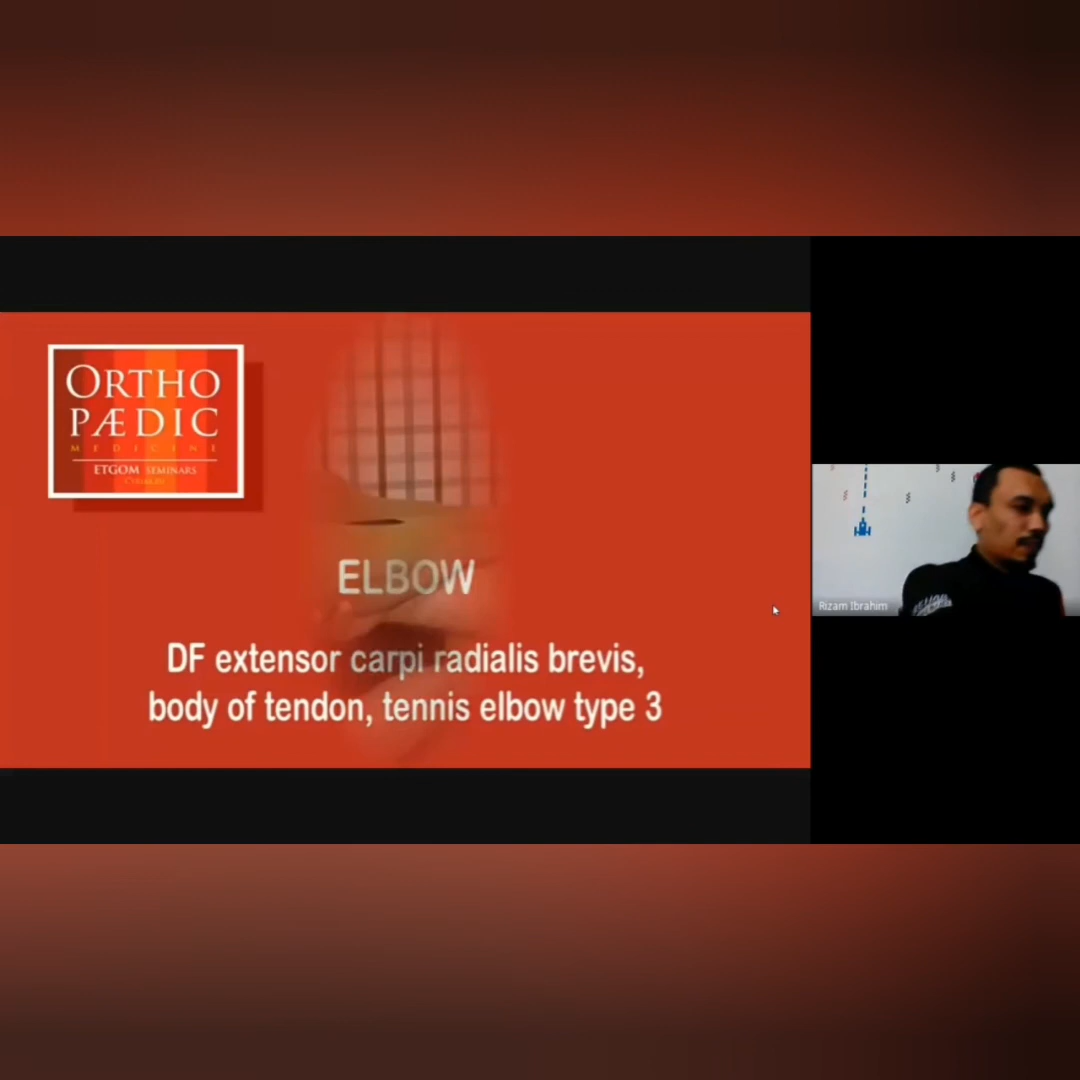 ORTHO
PÆDIC
MEDICINE
ETGOM SEMINARS
ELBOW
DF extensor carpi radialis brevis,
body of tendon, tennis elbow type 3
Rizam Ibrahim